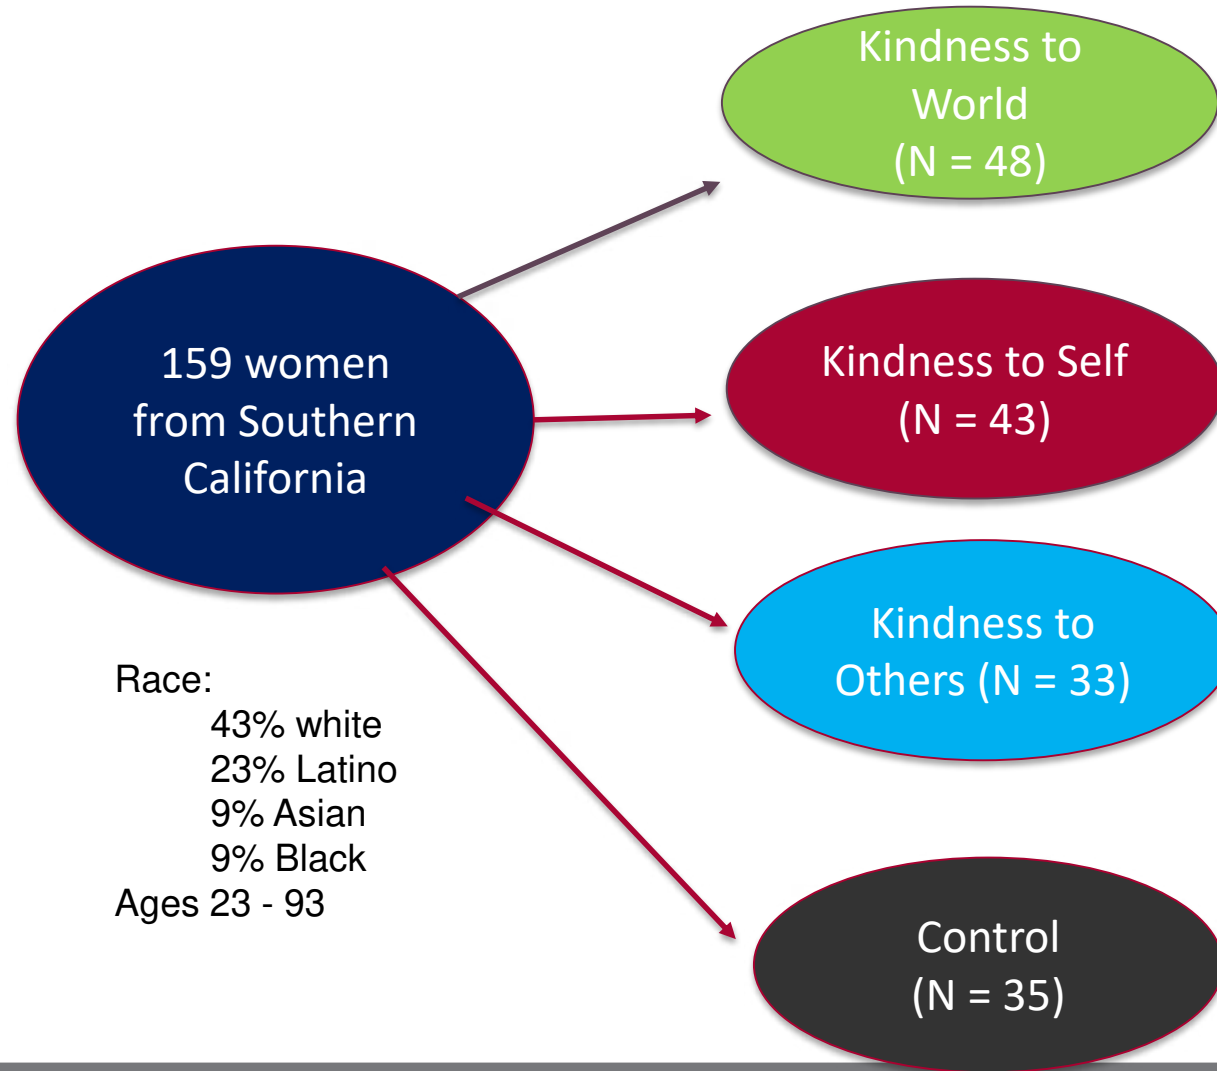 Kindness to
World
(N = 48)
159 women
from Southern
California
Kindness to Self
(N = 43)
Kindness to
Others (N = 33)
Race:
43% white
23% Latino
9% Asian
9% Black
Ages 23 - 93
Control
(N = 35)